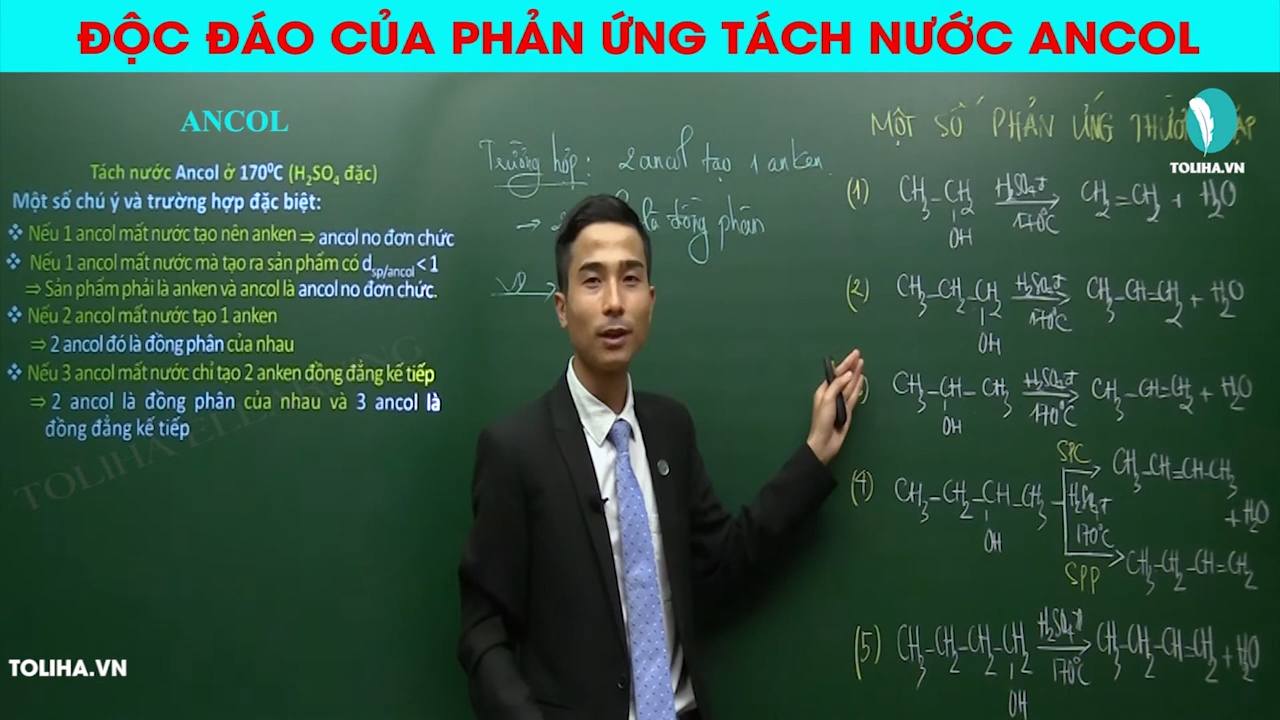 ĐỘC ĐÁO CỦA PHẢN ỨNG TÁCH NƯỚC ANCOL
ANCOL
Tách nước Ancol ở 170⁰C (H₂SO₄ đặc)
Một số chú ý và trường hợp đặc biệt:
❖ Nếu 1 ancol mất nước tạo nên anken ⇒ ancol no đơn chức
❖ Nếu 1 ancol mất nước mà tạo ra sản phẩm có d sp/ancol < 1
⇒ Sản phẩm phải là anken và ancol là ancol no đơn chức.
❖ Nếu 2 ancol mất nước tạo 1 anken
⇒ 2 ancol đó là đồng phân của nhau
❖ Nếu 3 ancol mất nước chỉ tạo 2 anken đồng đẳng kế tiếp
⇒ 2 ancol là đồng phân của nhau và 3 ancol là
đồng đẳng kế tiếp
TOLIHA ELEARNING
TOLIHA.VN
Trường hợp: 2 ancol tạo 1 anken.
→ 2 là đồng phân
VD →
MỘT SỐ PHẢN ỨNG
TOLIHA.VN
(1) CH₃-CH₂ H₂SO₄đ → CH₂=CH₂ + H₂O
OH 170°C
(2) CH₃-CH₂-CH₂ H₂SO₄đ → CH₃-CH=CH₂ + H₂O
OH 170°C
) CH₃-CH-CH₃ H₂SO₄đ → CH₃-CH=CH₂ + H₂O
OH 170°C
SPC CH₃-CH=CH-CH₃
(4) CH₃-CH₂-CH-CH₃ H₂SO₄đ + H₂O
OH 170°C
SPP CH₃-CH₂-CH=CH₂
(5) CH₃-CH₂-CH₂-CH₂ H₂SO₄đ → CH₃-CH₂-CH=CH₂ + H₂O
OH 170°C